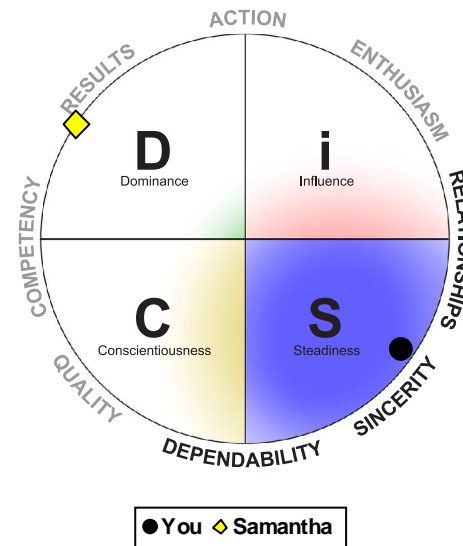 ACTION
RESULTS
ENTHUSIASM
D
Dominance
i
Influence
COMPETENCY
RELATIONSHIPS
C
Conscientiousness
S
Steadiness
QUALITY
SINCERITY
DEPENDABILITY
You Samantha